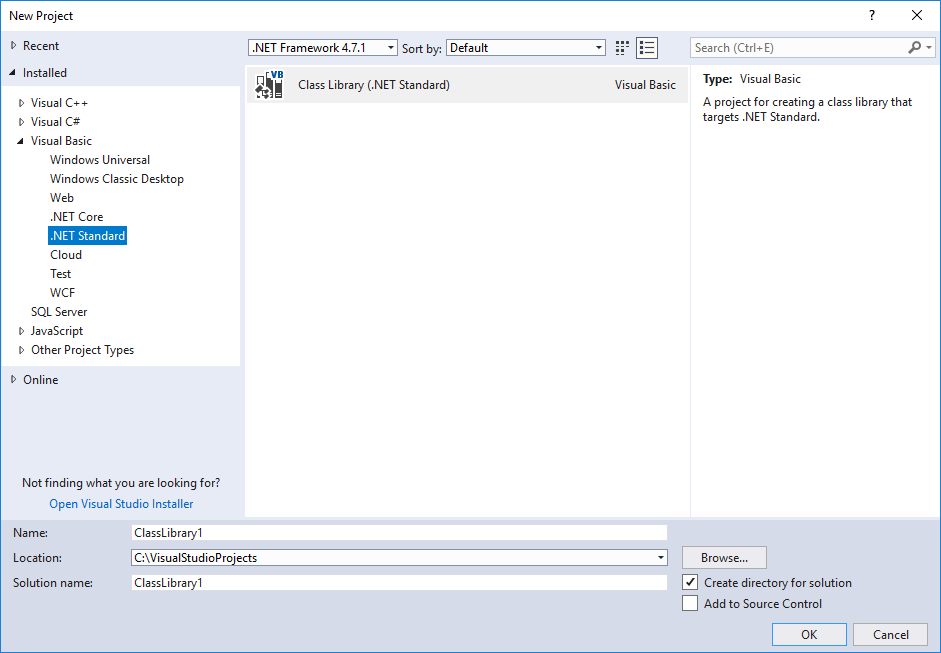 New Project
?
Recent
.NET Framework 4.7.1
Sort by:
Default
Search (Ctrl+E)
Installed
Visual C++
Visual C#
Visual Basic
Windows Universal
Windows Classic Desktop
Web
.NET Core
.NET Standard
Cloud
Test
WCF
SQL Server
JavaScript
Other Project Types
Online
Not finding what you are looking for?
Open Visual Studio Installer
VB
Class Library (.NET Standard)
Visual Basic
Type: Visual Basic
A project for creating a class library that
targets .NET Standard.
Name:
ClassLibrary1
Location:
C:\VisualStudioProjects
Browse...
Solution name:
ClassLibrary1
Create directory for solution
Add to Source Control
OK
Cancel